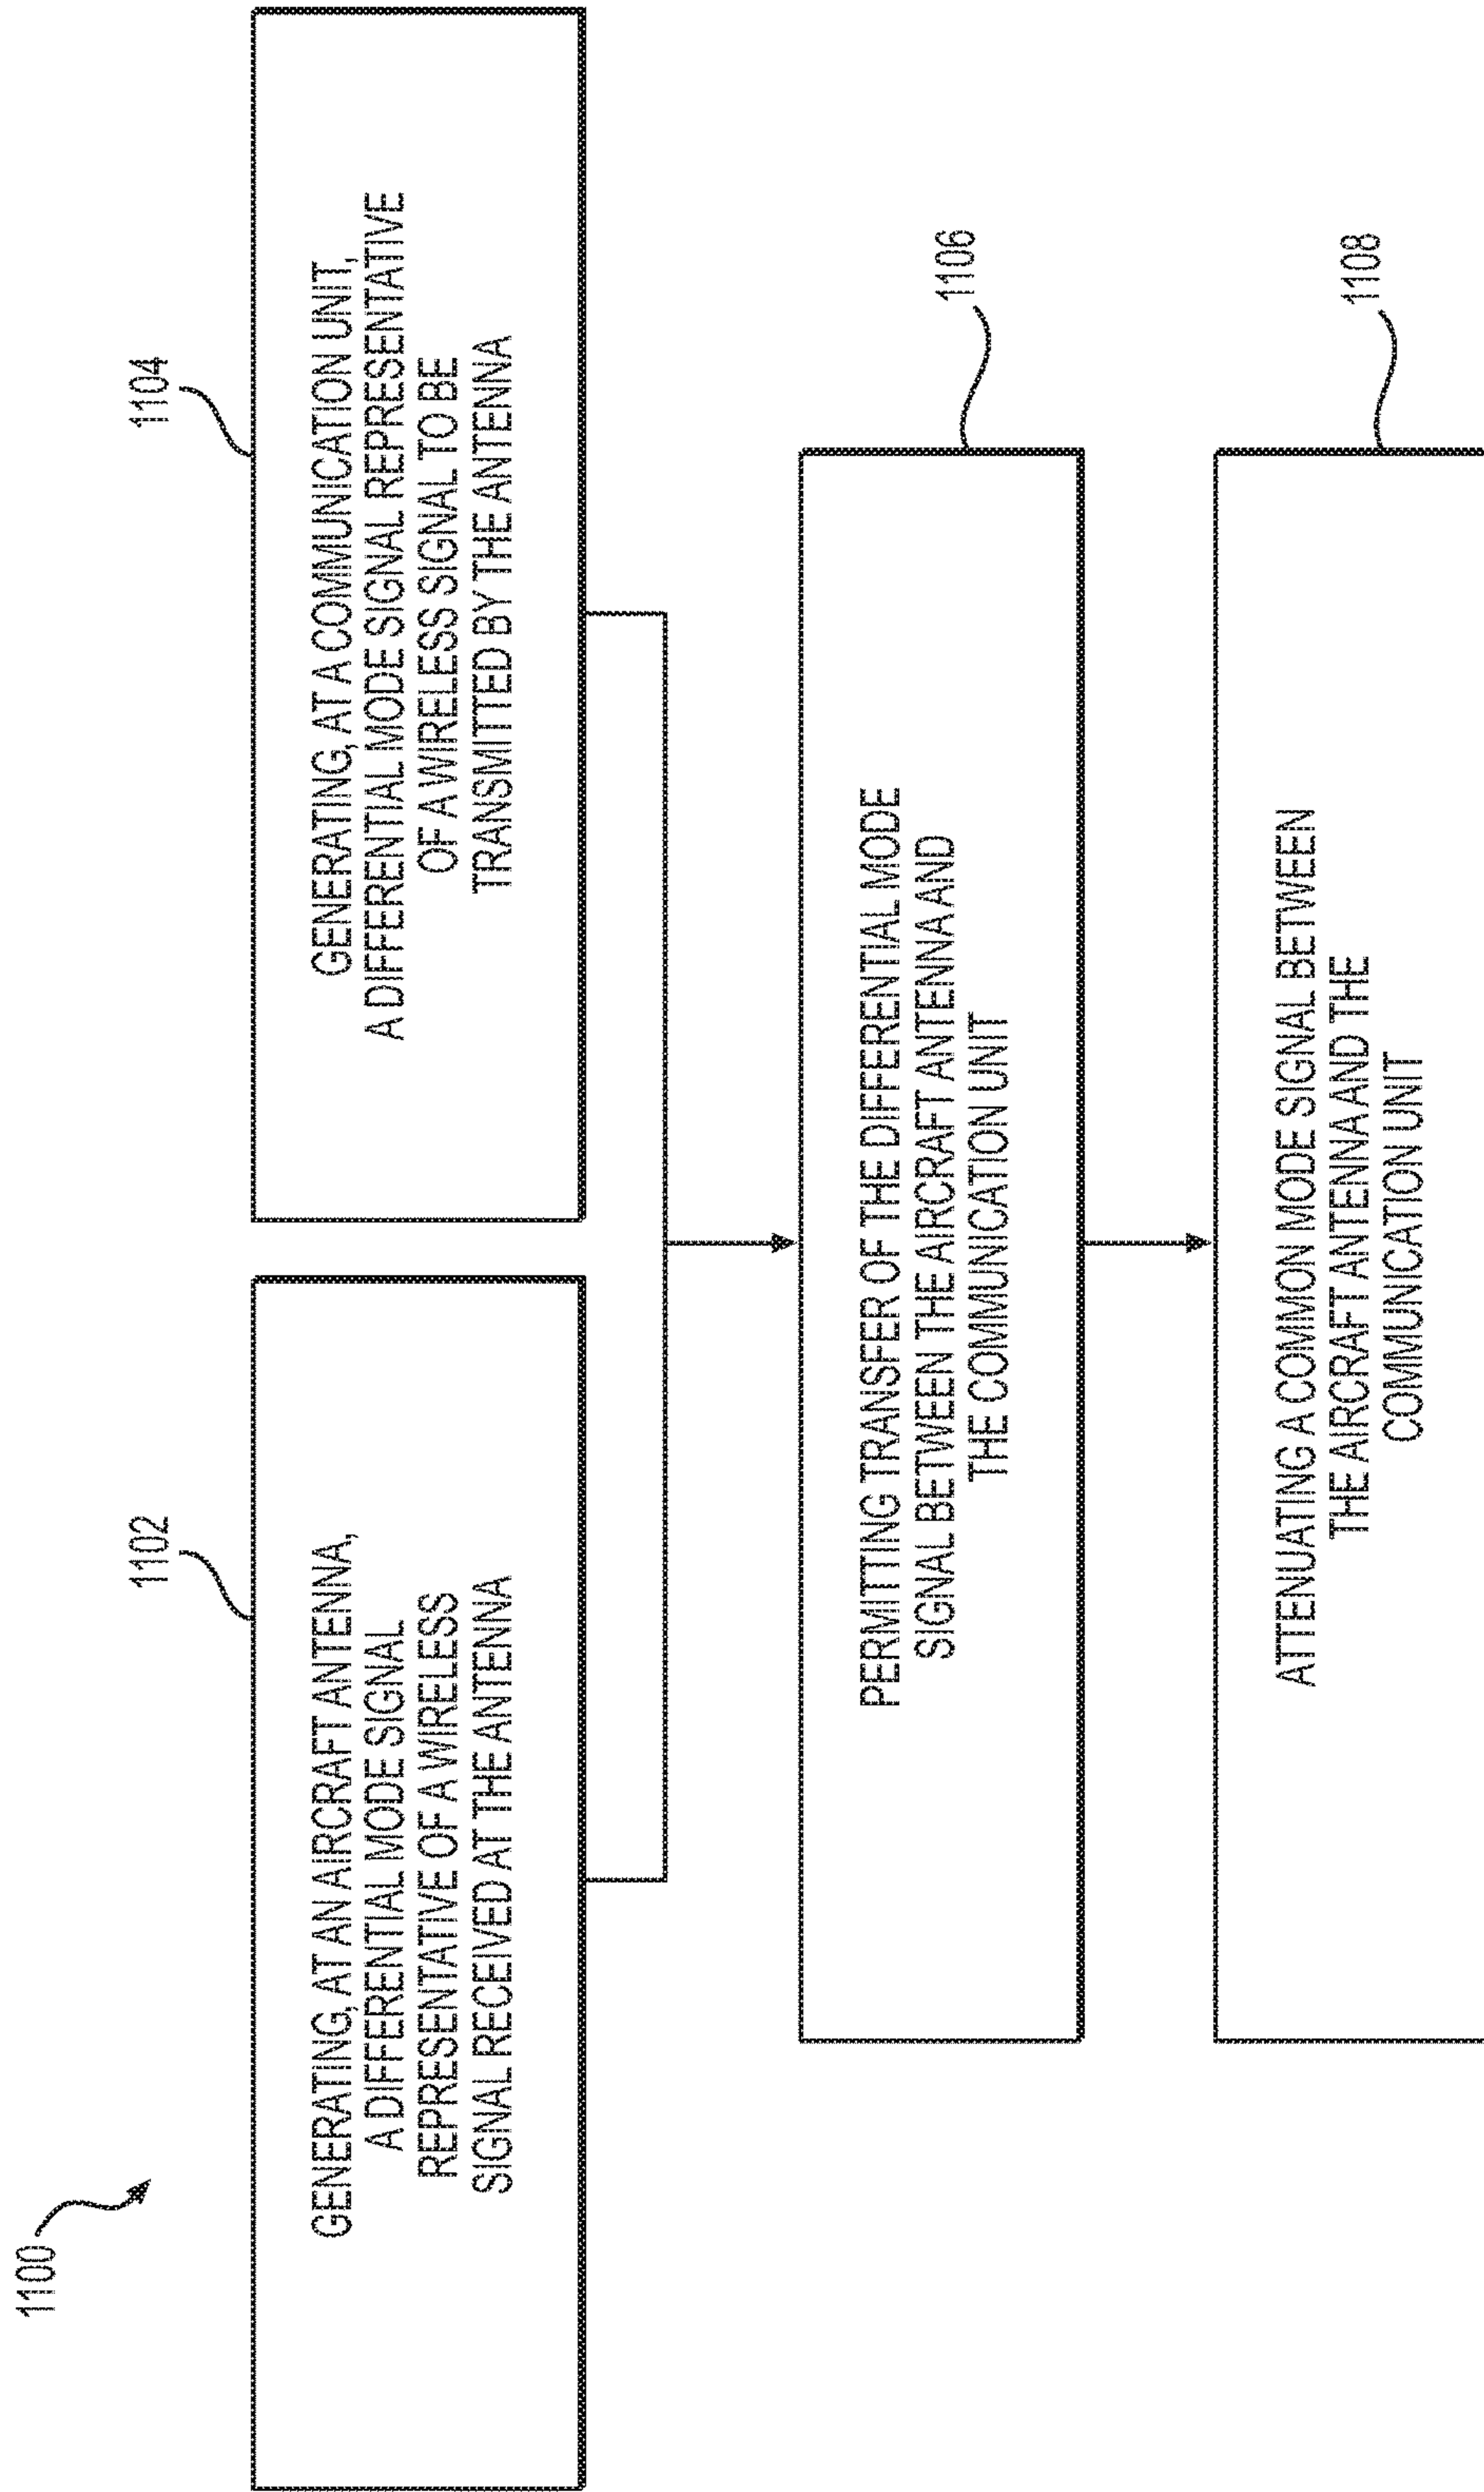 1100
1102
GENERATING, AT AN AIRCRAFT ANTENNA,
A DIFFERENTIAL MODE SIGNAL
REPRESENTATIVE OF A WIRELESS
SIGNAL RECEIVED AT THE ANTENNA
1104
GENERATING, AT A COMMUNICATION UNIT,
A DIFFERENTIAL MODE SIGNAL REPRESENTATIVE
OF A WIRELESS SIGNAL TO BE
TRANSMITTED BY THE ANTENNA
1106
PERMITTING TRANSFER OF THE DIFFERENTIAL MODE
SIGNAL BETWEEN THE AIRCRAFT ANTENNA AND
THE COMMUNICATION UNIT
1108
ATTENUATING A COMMON MODE SIGNAL BETWEEN
THE AIRCRAFT ANTENNA AND THE
COMMUNICATION UNIT